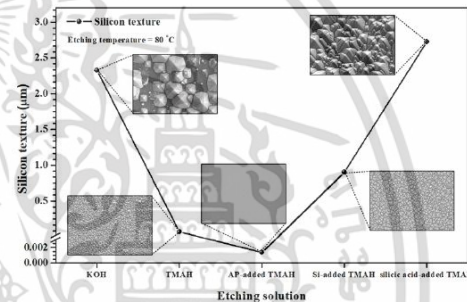 Silicon texture
Etching temperature = 80 °C
3.0
2.5
2.0
1.5
1.0
0.5
0.002
0.000
Silicon texture (μm)
KOH
TMAH
AP-added TMAH
Si-added TMAH
silicic acid-added TMA
Etching solution